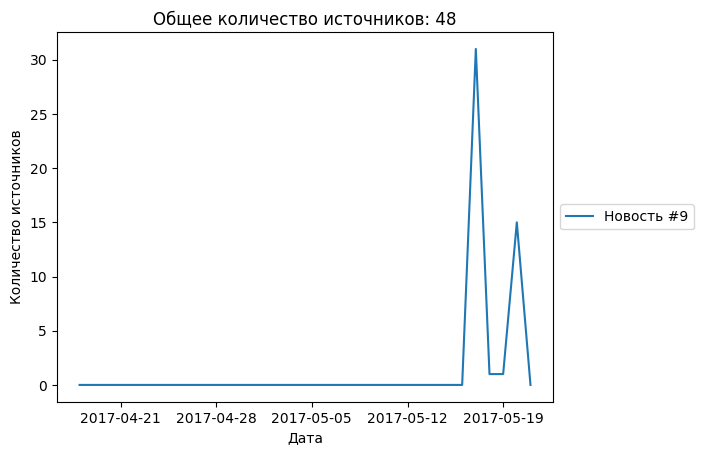 Общее количество источников: 48
Количество источников
30
25
20
15
10
5
0
2017-04-21 2017-04-28 2017-05-05 2017-05-12 2017-05-19
Дата
Новость #9